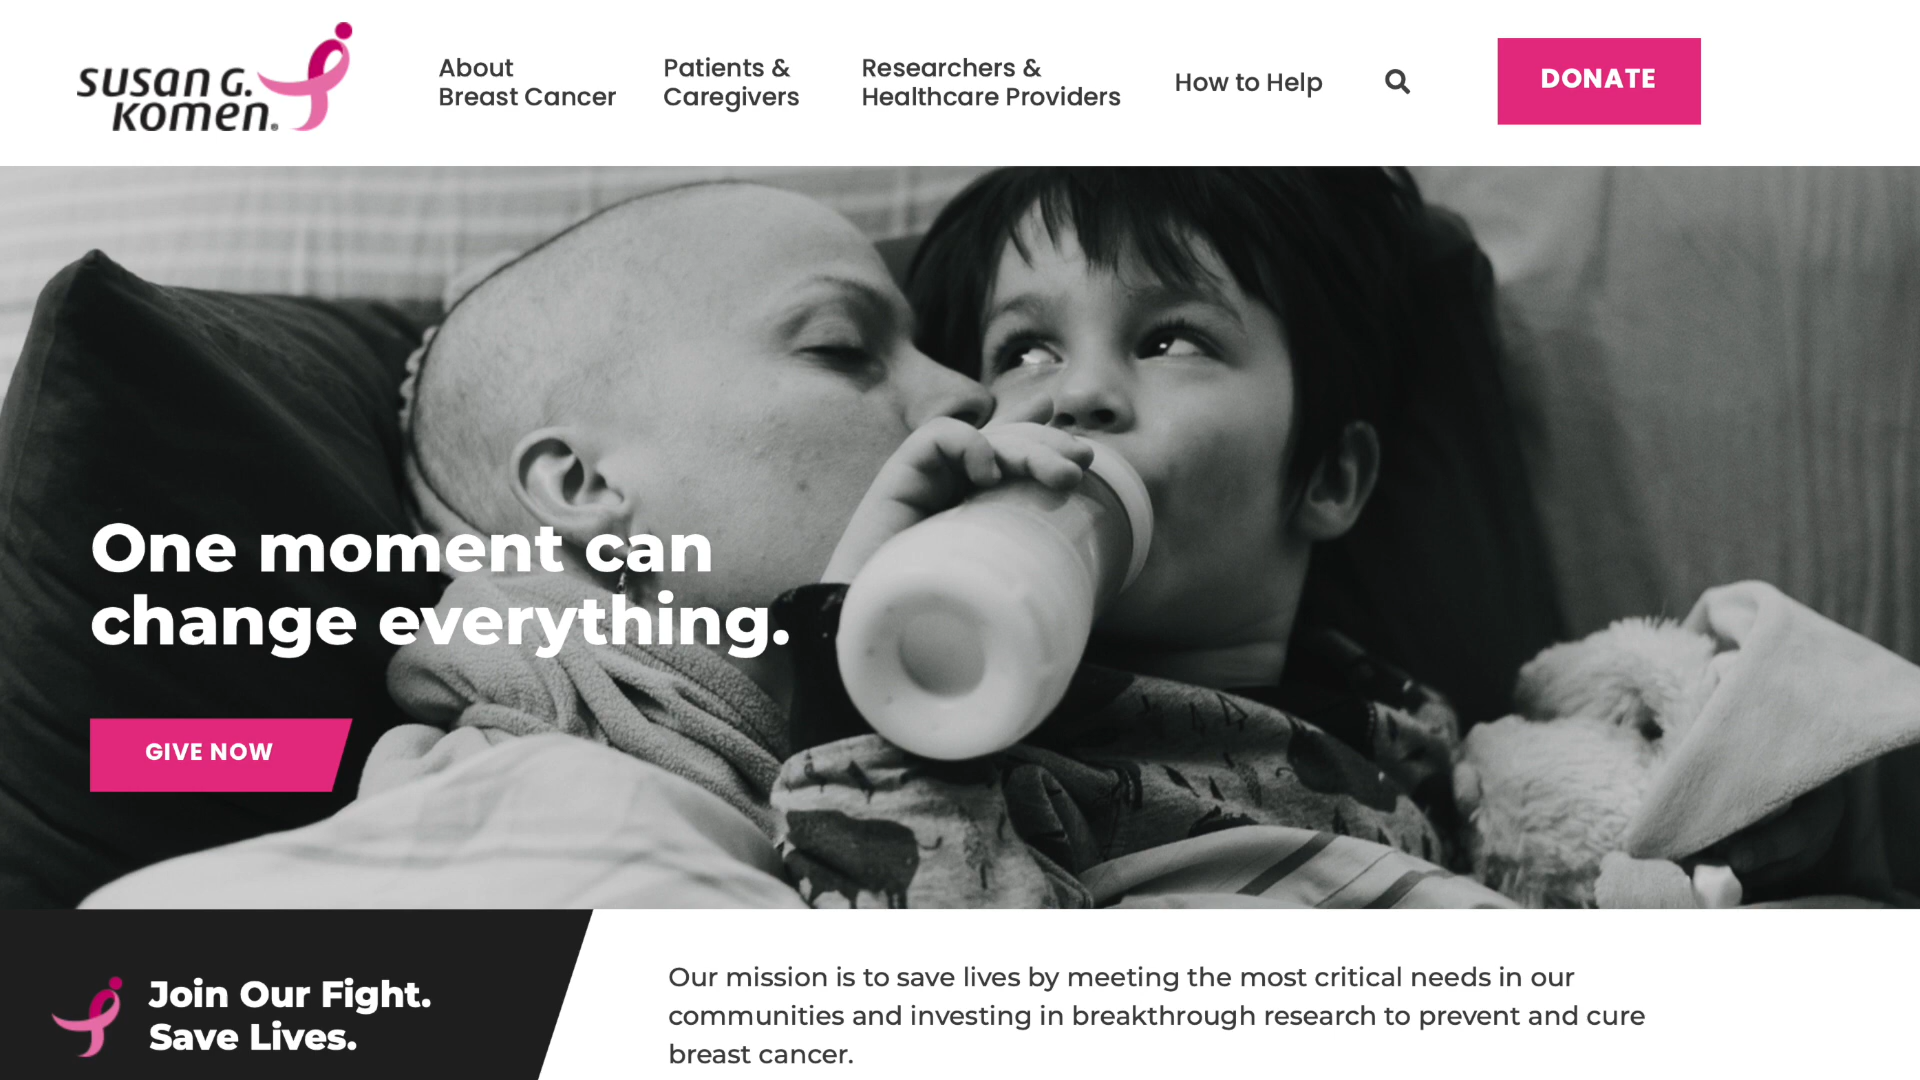 susan G.
komen®
About
Breast Cancer
Patients &
Caregivers
Researchers &
Healthcare Providers
How to Help
DONATE
One moment can
change everything.
GIVE NOW
Join Our Fight.
Save Lives.
Our mission is to save lives by meeting the most critical needs in our
communities and investing in breakthrough research to prevent and cure
breast cancer.